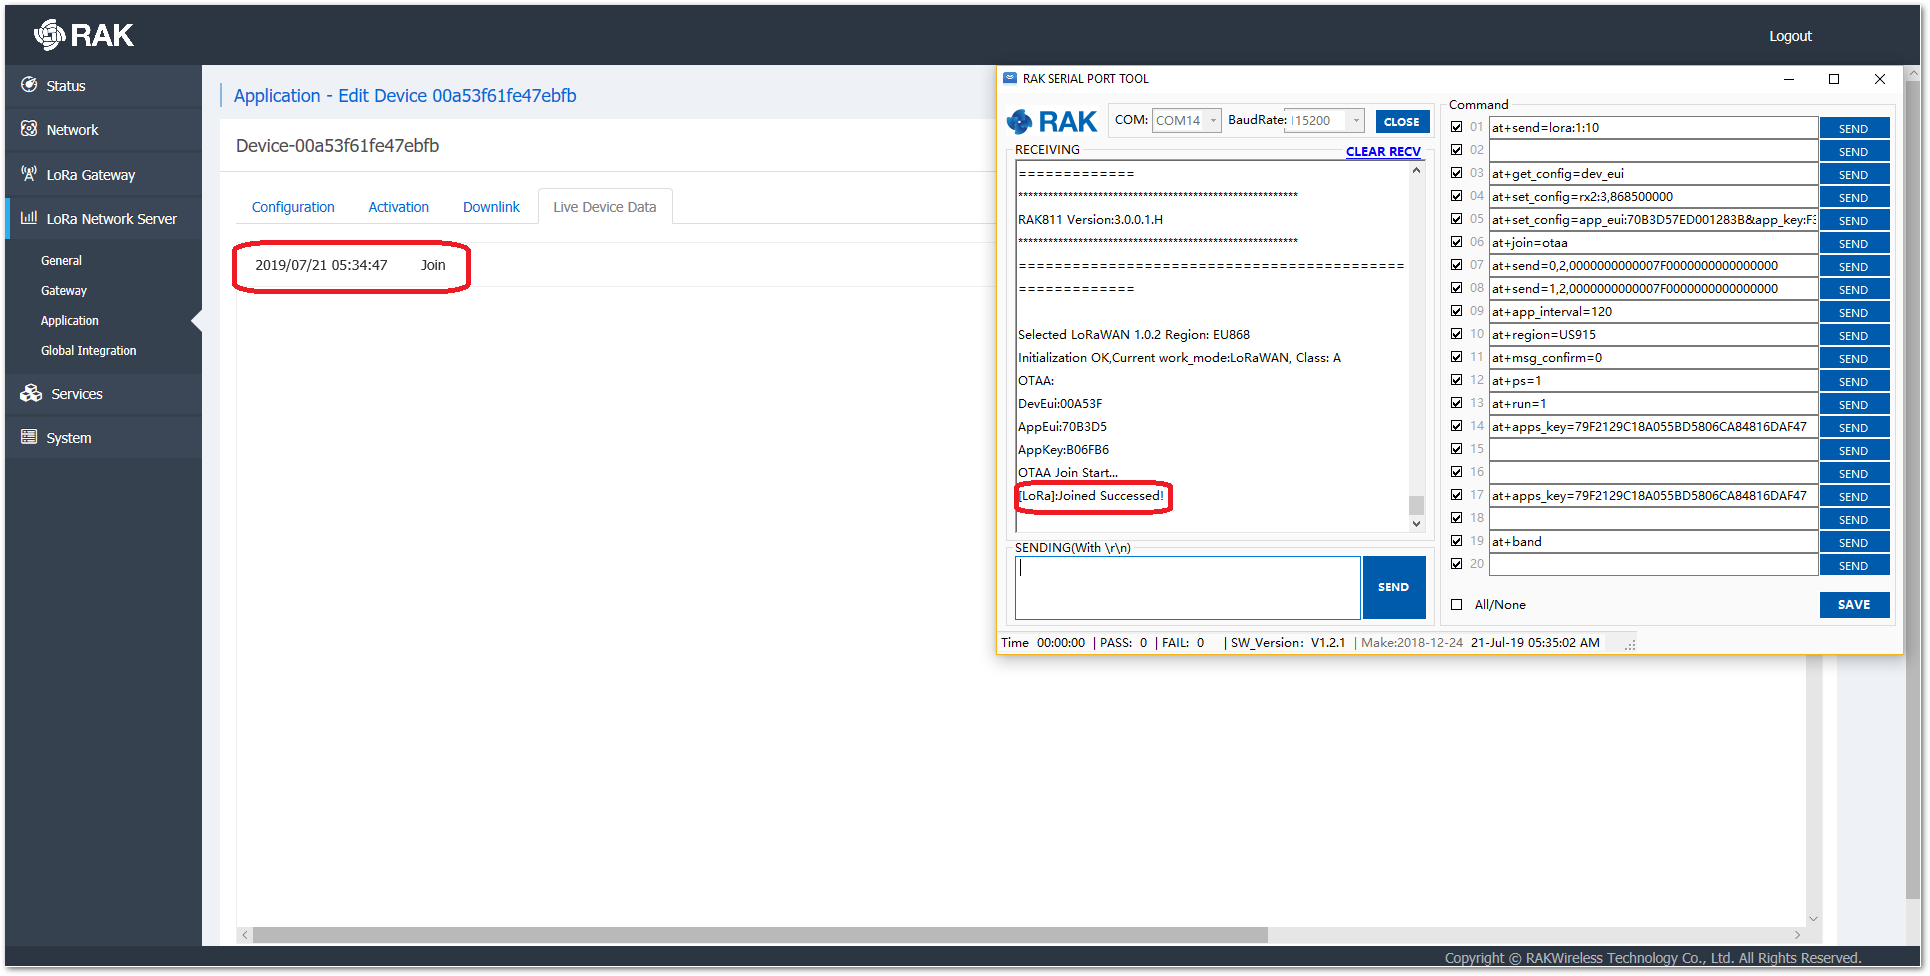 RAK
Logout
Status
Network
LoRa Gateway
LoRa Network Server
General
Gateway
Application
Global Integration
Services
System
Application - Edit Device 00a53f61fe47ebfb
Device-00a53f61fe47ebfb
Configuration
Activation
Downlink
Live Device Data
2019/07/21 05:34:47 Join
RAK SERIAL PORT TOOL
RAK
COM: COM14 BaudRate: 115200 CLOSE
RECEIVING
CLEAR RECV
=============
********************************************************
RAK811 Version:3.0.0.1.H
********************************************************
===========================================
=============
Selected LoRaWAN 1.0.2 Region: EU868
Initialization OK,Current work_mode:LoRaWAN, Class: A
OTAA:
DevEui:00A53F
AppEui:70B3D5
AppKey:B06FB6
OTAA Join Start...
[LoRa]:Joined Successed!
SENDING(With \r\n)
SEND
Command
01 at+send=lora:1:10 SEND
02 SEND
03 at+get_config=dev_eui SEND
04 at+set_config=rx2:3,868500000 SEND
05 at+set_config=app_eui:70B3D57ED001283B&app_key:F3 SEND
06 at+join=otaa SEND
07 at+send=0,2,0000000000007F0000000000000000 SEND
08 at+send=1,2,0000000000007F0000000000000000 SEND
09 at+app_interval=120 SEND
10 at+region=US915 SEND
11 at+msg_confirm=0 SEND
12 at+ps=1 SEND
13 at+run=1 SEND
14 at+apps_key=79F2129C18A055BD5806CA84816DAF47 SEND
15 SEND
16 SEND
17 at+apps_key=79F2129C18A055BD5806CA84816DAF47 SEND
18 SEND
19 at+band SEND
20 SEND
All/None
SAVE
Time 00:00:00 | PASS: 0 | FAIL: 0 | SW_Version: V1.2.1 | Make:2018-12-24 21-Jul-19 05:35:02 AM
Copyright © RAKWireless Technology Co., Ltd. All Rights Reserved.